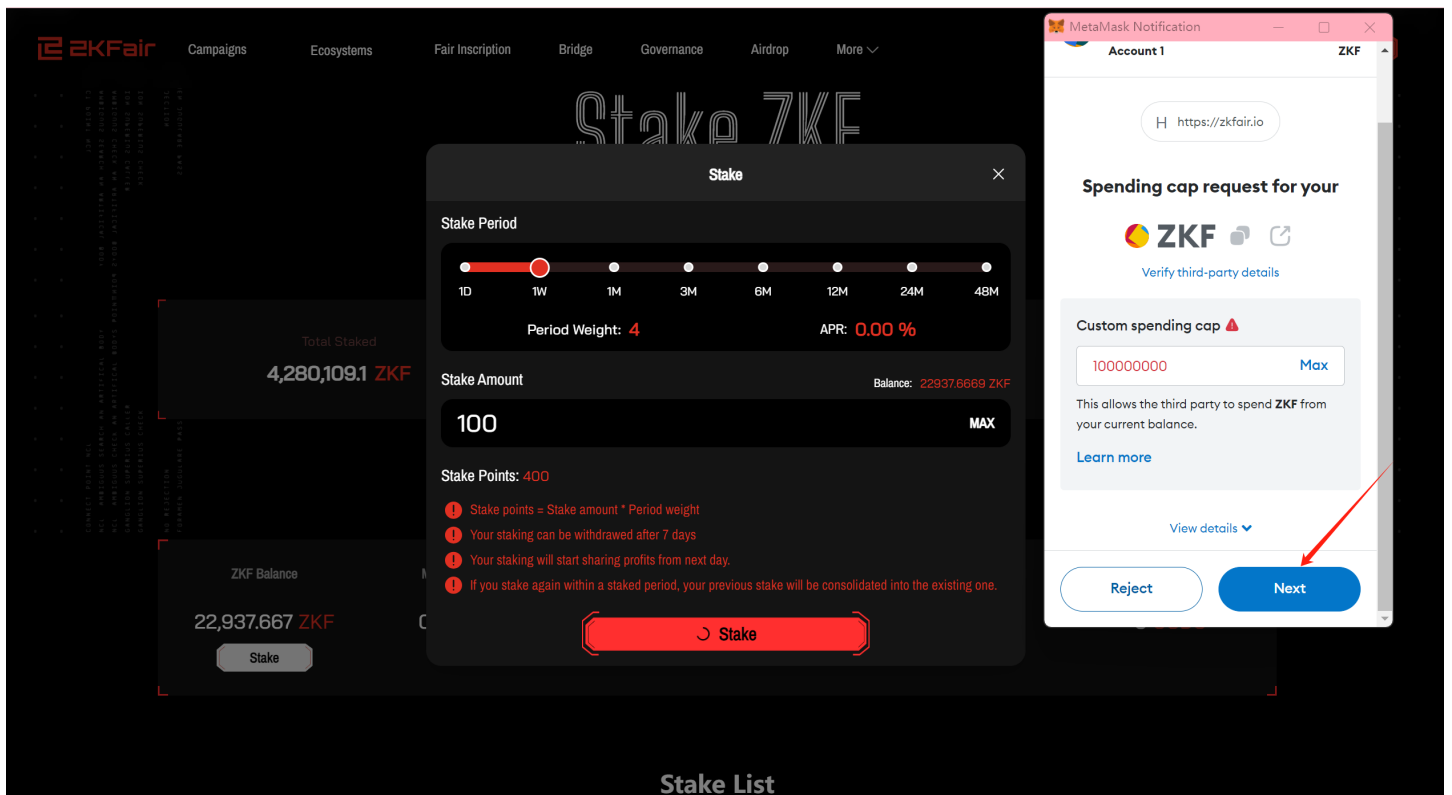 ZKFair
Campaigns
Ecosystems
Fair Inscription
Bridge
Governance
Airdrop
More
Stake ZKF
Total Staked
4,280,109.1 ZKF
ZKF Balance
22,937.667 ZKF
Stake
Stake
Stake Period
1D 1W 1M 3M 6M 12M 24M 48M
Period Weight: 4
APR: 0.00 %
Stake Amount
Balance: 22937.6669 ZKF
100
MAX
Stake Points: 400
Stake points = Stake amount * Period weight
Your staking can be withdrawed after 7 days
Your staking will start sharing profits from next day.
If you stake again within a staked period, your previous stake will be consolidated into the existing one.
Stake
Stake List
MetaMask Notification
Account 1
ZKF
H https://zkfair.io
Spending cap request for your
ZKF
Verify third-party details
Custom spending cap
100000000
Max
This allows the third party to spend ZKF from
your current balance.
Learn more
View details
Reject
Next